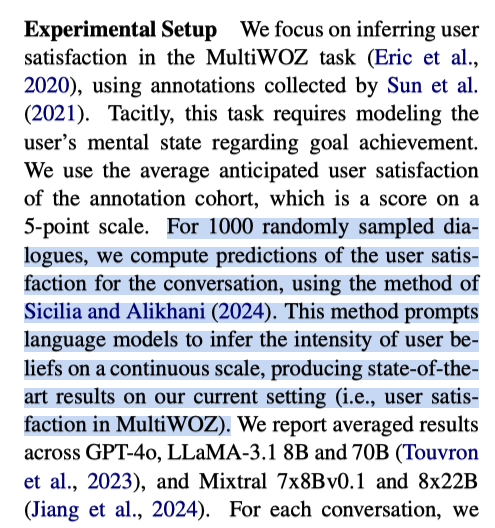 Experimental Setup We focus on inferring user
satisfaction in the MultiWOZ task (Eric et al.,
2020), using annotations collected by Sun et al.
(2021). Tacitly, this task requires modeling the
user's mental state regarding goal achievement.
We use the average anticipated user satisfaction
of the annotation cohort, which is a score on a
5-point scale. For 1000 randomly sampled dia-
logues, we compute predictions of the user satis-
faction for the conversation, using the method of
Sicilia and Alikhani (2024). This method prompts
language models to infer the intensity of user be-
liefs on a continuous scale, producing state-of-the-
art results on our current setting (i.e., user satis-
faction in MultiWOZ). We report averaged results
across GPT-4o, LLaMA-3.1 8B and 70B (Touvron
et al., 2023), and Mixtral 7x8Bv0.1 and 8x22B
(Jiang et al., 2024). For each conversation, we